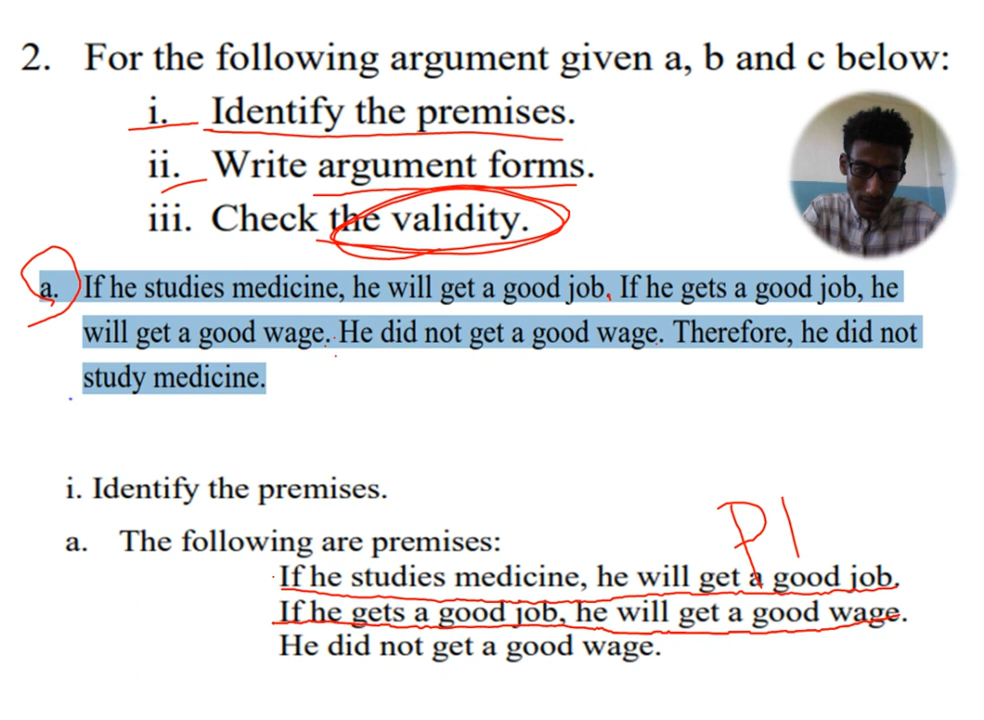 2. For the following argument given a, b and c below:
i. Identify the premises.
ii. Write argument forms.
iii. Check the validity.
a. If he studies medicine, he will get a good job. If he gets a good job, he
will get a good wage. He did not get a good wage. Therefore, he did not
study medicine.
i. Identify the premises.
P1
a. The following are premises:
If he studies medicine, he will get a good job.
If he gets a good job, he will get a good wage.
He did not get a good wage.